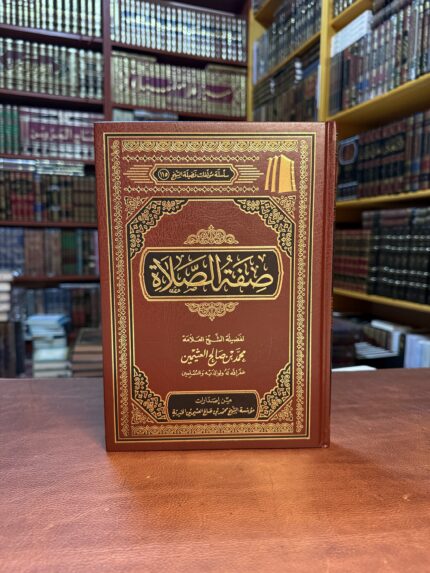 سلسلة مؤلفات فضيلة الشيخ (١١٥)
صفة الصلاة
لفضيلة الشيخ العلامة
محمد بن صالح العثيمين
غفر الله له ولوالديه وللمسلمين
من إصدارات
مؤسسة الشيخ محمد بن صالح العثيمين الخيرية